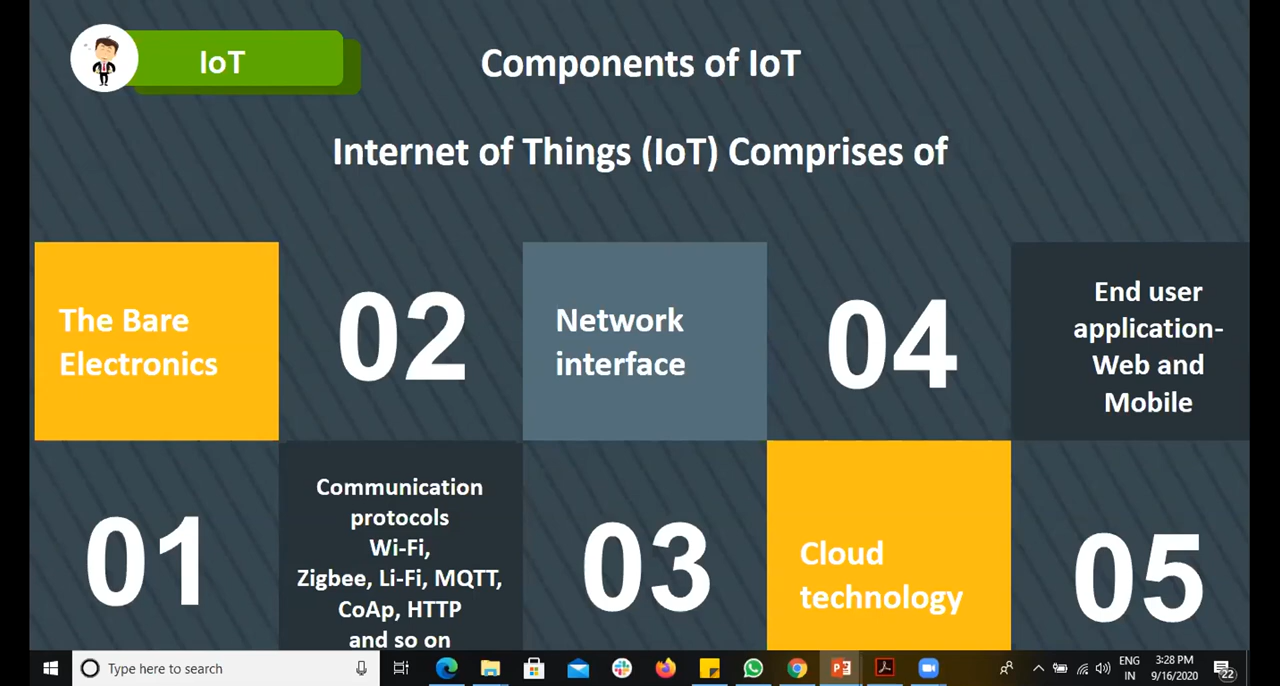 IoT
Components of IoT
Internet of Things (IoT) Comprises of
The Bare
Electronics
01
02
Communication
protocols
Wi-Fi,
Zigbee, Li-Fi, MQTT,
CoAp, HTTP
and so on
Network
interface
03
04
Cloud
technology
End user
application-
Web and
Mobile
05
Type here to search
ENG
IN
3:28 PM
9/16/2020
22